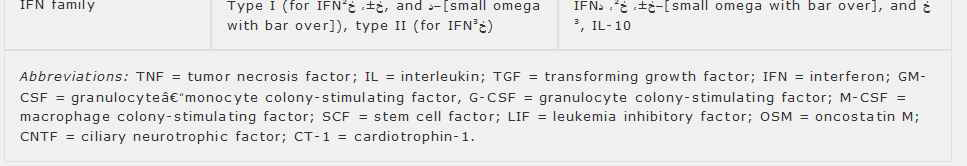 IFN family
Type I (for IFN²خ ،±خ, and د–[small omega
with bar over]), type II (for IFN³خ)
IFN [small omega with bar over], and خ
³, IL-10
Abbreviations: TNF = tumor necrosis factor; IL = interleukin; TGF = transforming growth factor; IFN = interferon; GM-
CSF = granulocyteâ€“monocyte colony-stimulating factor, G-CSF = granulocyte colony-stimulating factor; M-CSF =
macrophage colony-stimulating factor; SCF = stem cell factor; LIF = leukemia inhibitory factor; OSM = oncostatin M;
CNTF = ciliary neurotrophic factor; CT-1 = cardiotrophin-1.